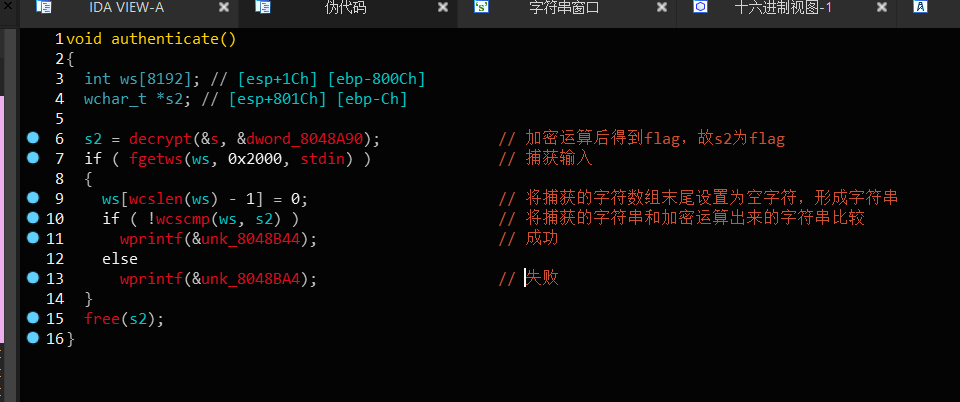 IDA VIEW-A 伪代码 字符串窗口 十六进制视图-1
1 void authenticate()
2 {
3 int ws[8192]; // [esp+1Ch] [ebp-800Ch]
4 wchar_t *s2; // [esp+801Ch] [ebp-Ch]
5
6 s2 = decrypt(&s, &dword_8048A90); // 加密运算后得到flag，故s2为flag
7 if ( fgetws(ws, 0x2000, stdin) ) // 捕获输入
8 {
9 ws[wcslen(ws) - 1] = 0; // 将捕获的字符数组末尾设置为空字符，形成字符串
10 if ( !wcscmp(ws, s2) ) // 将捕获的字符串和加密运算出来的字符串比较
11 wprintf(&unk_8048B44); // 成功
12 else
13 wprintf(&unk_8048BA4); // 失败
14 }
15 free(s2);
16 }